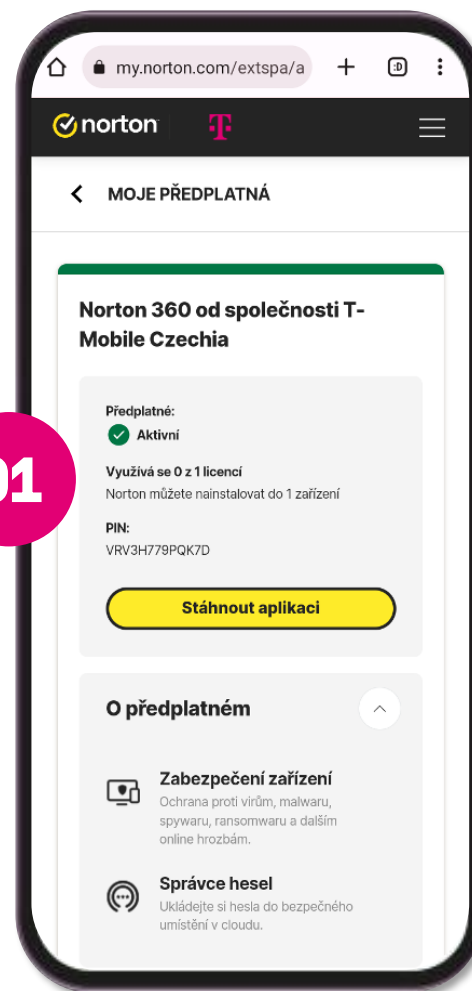 my.norton.com/extspa/a
:D
norton
T
MOJE PŘEDPLATNÁ
Norton 360 od společnosti T-
Mobile Czechia
Předplatné:
Aktivní
Využívá se 0 z 1 licencí
Norton můžete nainstalovat do 1 zařízení
01
PIN:
VRV3H779PQK7D
Stáhnout aplikaci
O předplatném
Zabezpečení zařízení
Ochrana proti virům, malwaru,
spywaru, ransomwaru a dalším
online hrozbám.
Správce hesel
Ukládejte si hesla do bezpečného
umístění v cloudu.